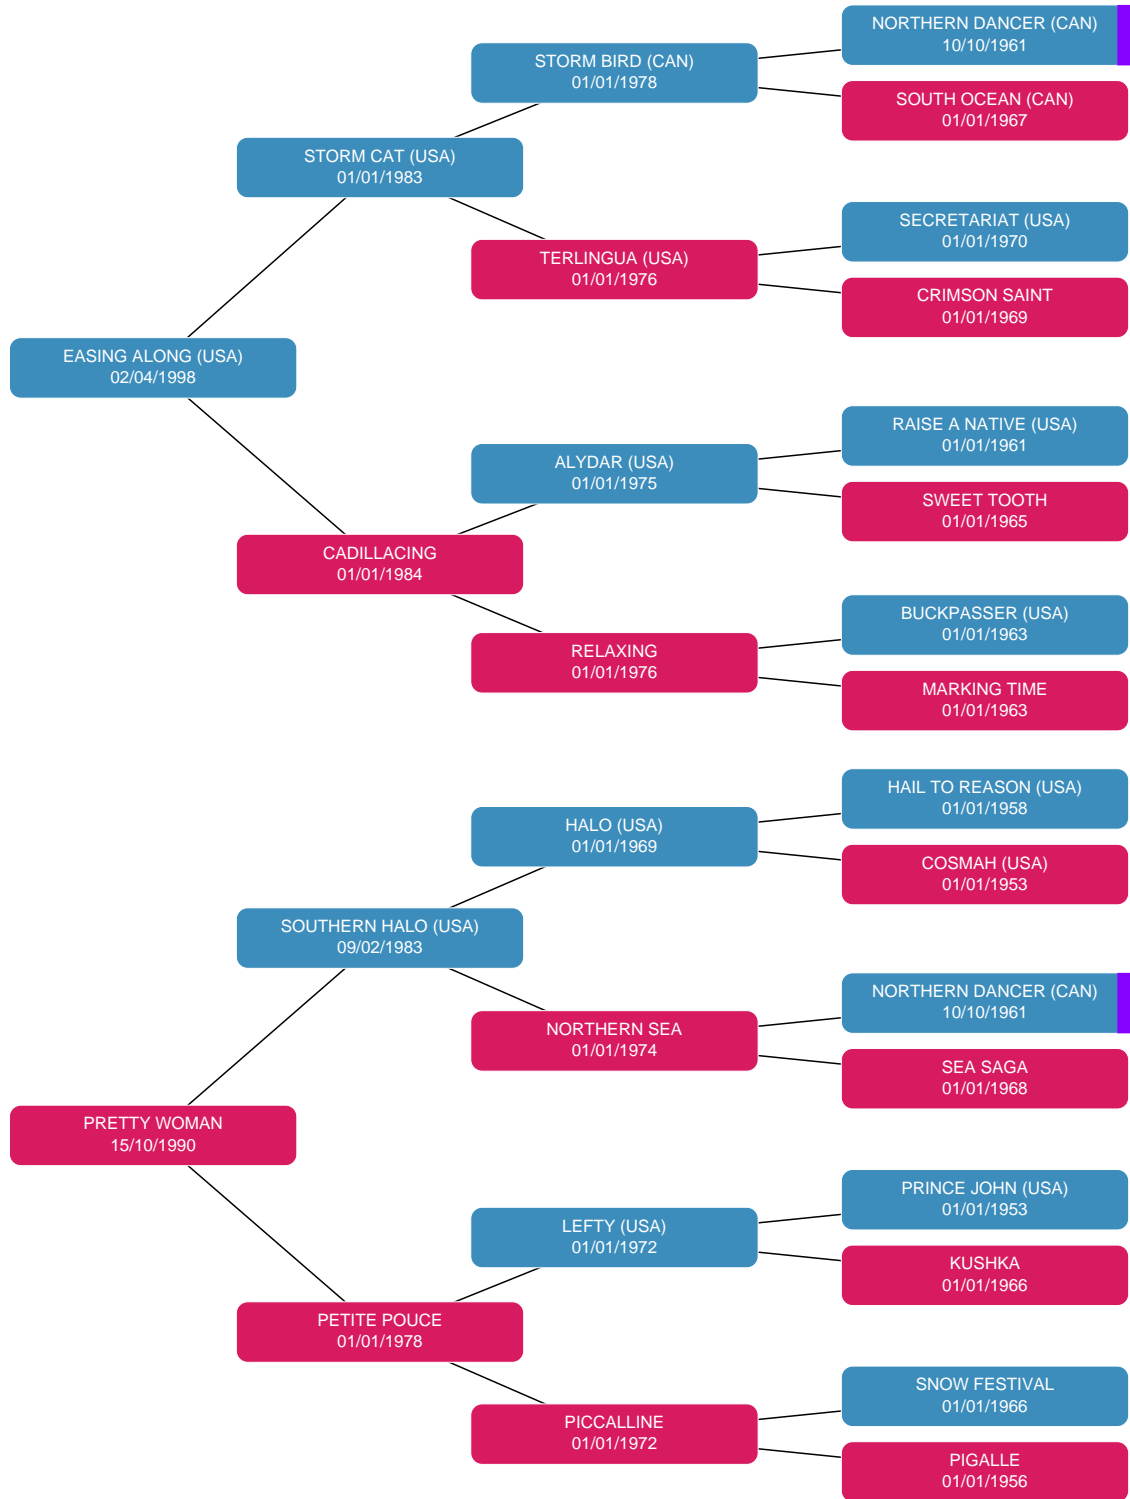 NORTHERN DANCER (CAN)
10/10/1961
STORM BIRD (CAN)
01/01/1978
SOUTH OCEAN (CAN)
01/01/1967
STORM CAT (USA)
01/01/1983
SECRETARIAT (USA)
01/01/1970
TERLINGUA (USA)
01/01/1976
CRIMSON SAINT
01/01/1969
EASING ALONG (USA)
02/04/1998
RAISE A NATIVE (USA)
01/01/1961
ALYDAR (USA)
01/01/1975
SWEET TOOTH
01/01/1965
CADILLACING
01/01/1984
BUCKPASSER (USA)
01/01/1963
RELAXING
01/01/1976
MARKING TIME
01/01/1963
HAIL TO REASON (USA)
01/01/1958
HALO (USA)
01/01/1969
COSMAH (USA)
01/01/1953
SOUTHERN HALO (USA)
09/02/1983
NORTHERN DANCER (CAN)
10/10/1961
NORTHERN SEA
01/01/1974
SEA SAGA
01/01/1968
PRETTY WOMAN
15/10/1990
PRINCE JOHN (USA)
01/01/1953
LEFTY (USA)
01/01/1972
KUSHKA
01/01/1966
PETITE POUCE
01/01/1978
SNOW FESTIVAL
01/01/1966
PICCALLINE
01/01/1972
PIGALLE
01/01/1956